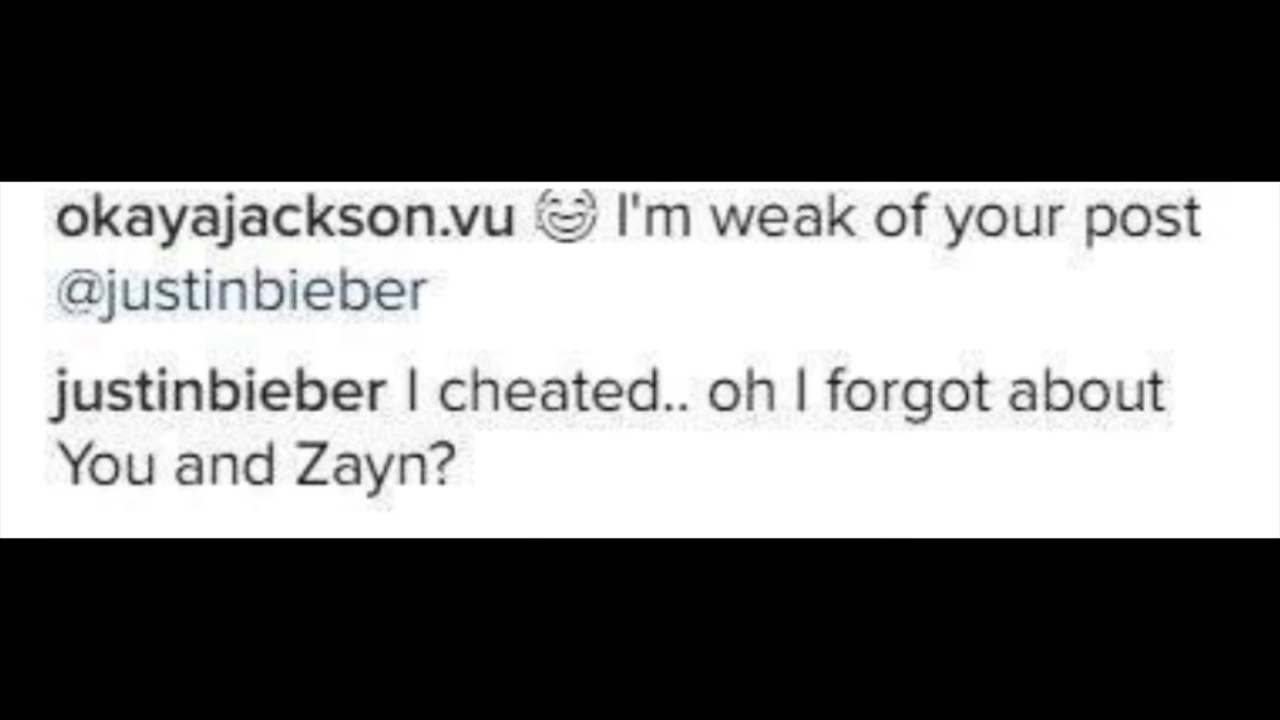 okayajackson.vu 😅 I'm weak of your post
@justinbieber
justinbieber I cheated.. oh I forgot about
You and Zayn?